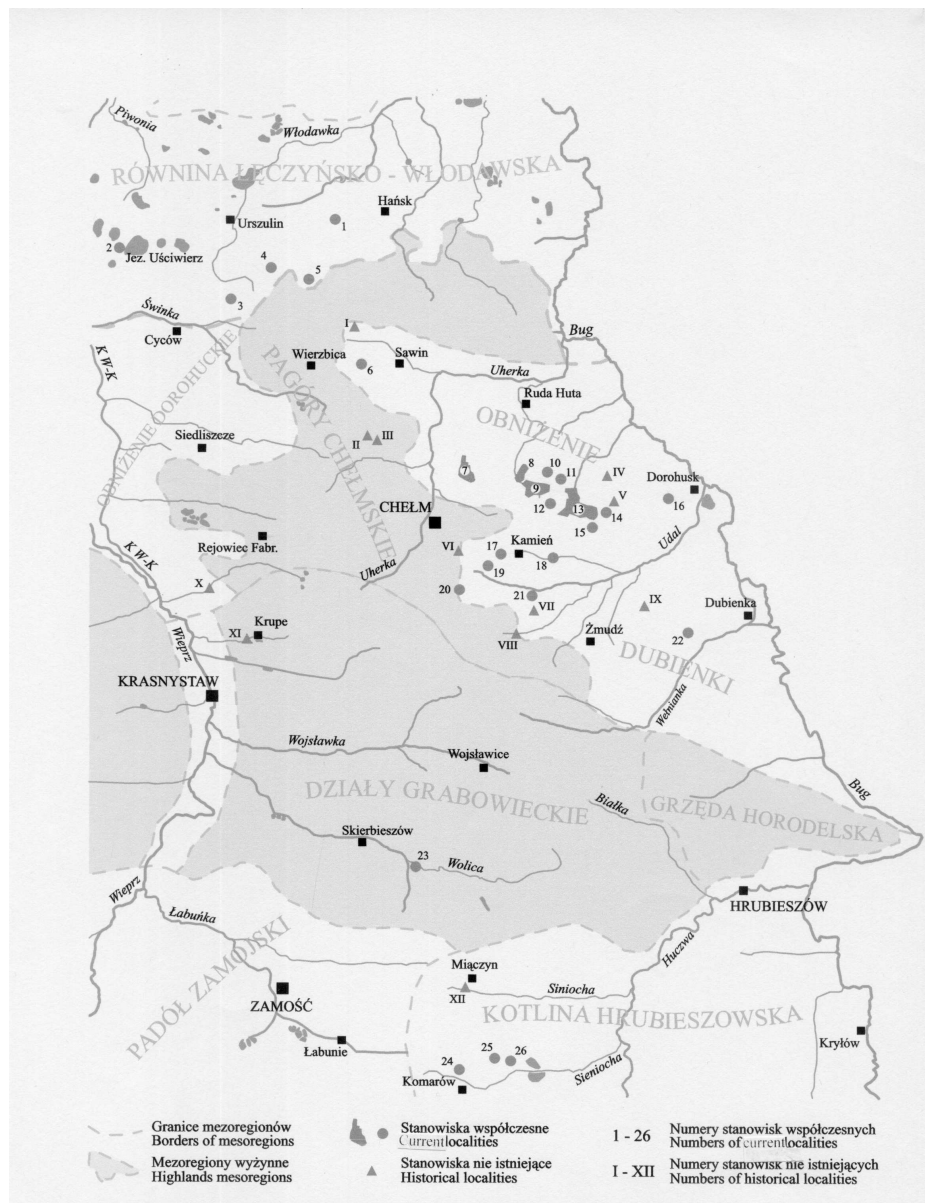 Piwonia
Włodawka
RÓWNINA ŁĘCZYŃSKO - WŁODAWSKA
Hańsk
Urszulin
1
2
Jez. Uściwierz
4
5
3
Świnka
Cyców
I
Bug
K W-K
Wierzbica
Sawin
6
Uherka
OBNIŻENIE DOROHUCKIE
PAGÓRY CHEŁMSKIE
Ruda Huta
OBNIŻENIE
Siedliszcze
II
III
7
8
10
9
11
IV
Dorohusk
V
16
12
13
14
15
CHEŁM
Udal
Rejowiec Fabr.
VI
17
Kamień
18
19
K W-K
Uherka
X
20
21
VII
IX
Dubienka
XI
Krupe
VIII
Żmudź
22
DUBIENKI
Wieprz
KRASNYSTAW
Wełnianka
Wojsławka
Wojsławice
Bug
DZIAŁY GRABOWIECKIE
Białka
GRZĘDA HORODELSKA
Skierbieszów
23
Wolica
Wieprz
HRUBIESZÓW
Łabuńka
Huczwa
PADÓŁ ZAMOJSKI
Miączyn
XII
Siniocha
ZAMOŚĆ
KOTLINA HRUBIESZOWSKA
Łabunie
Kryłów
24
25
26
Sieniocha
Komarów
Granice mezoregionów
Borders of mesoregions
Mezoregiony wyżynne
Highlands mesoregions
Stanowiska współczesne
Current localities
Stanowiska nie istniejące
Historical localities
1 - 26
Numery stanowisk współczesnych
Numbers of current localities
I - XII
Numery stanowisk nie istniejących
Numbers of historical localities